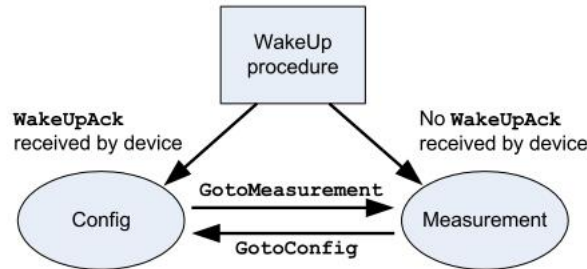 WakeUp
procedure
WakeUpAck
received by device
No WakeUpAck
received by device
GotoMeasurement
Config
Measurement
GotoConfig